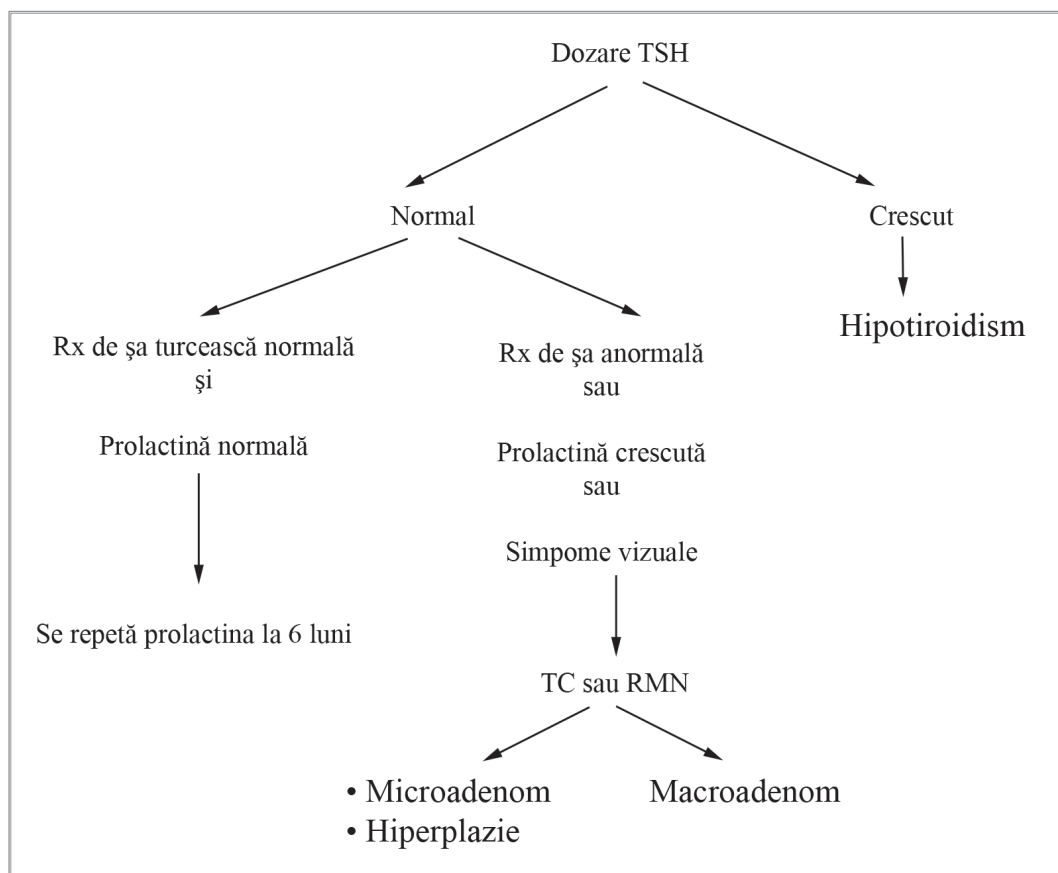 Dozare TSH
Normal
Crescut
Hipotiroidism
Rx de şa turcească normală
şi
Prolactină normală
Se repetă prolactina la 6 luni
Rx de şa anormală
sau
Prolactină crescută
sau
Simpome vizuale
TC sau RMN
• Microadenom
• Hiperplazie
Macroadenom